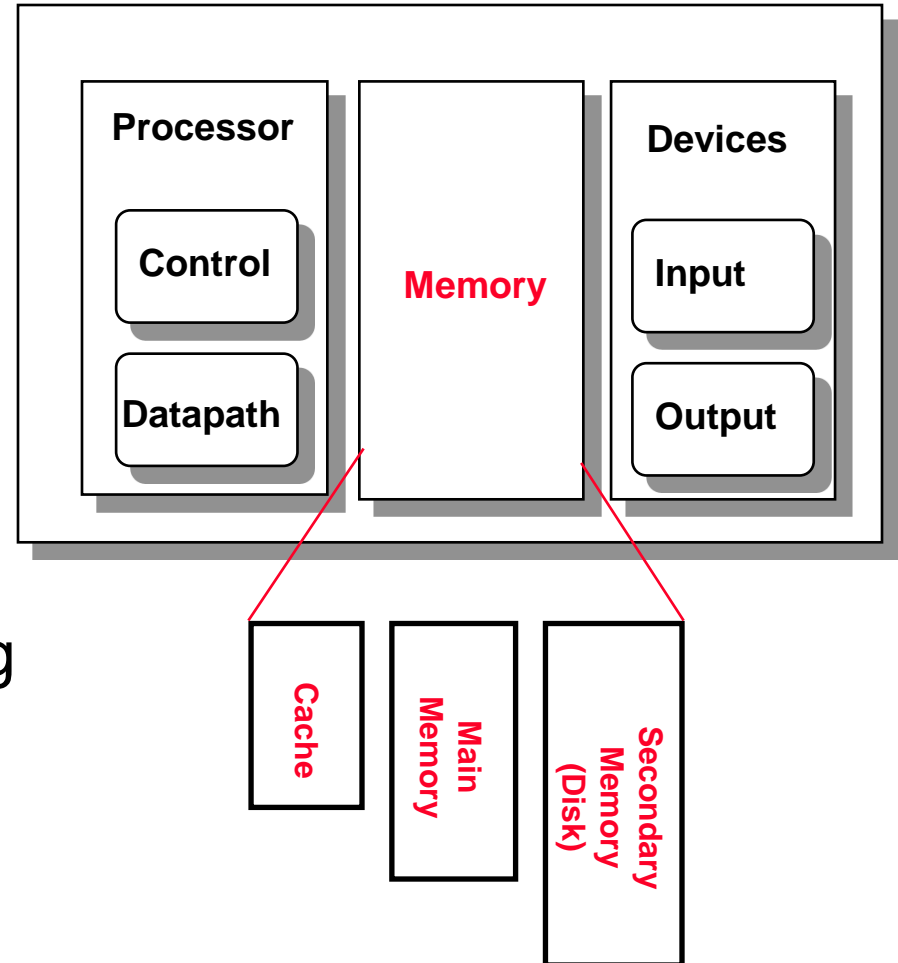 Processor
Control
Datapath
Memory
Devices
Input
Output
g
Cache
Main
Memory
Secondary
Memory
(Disk)